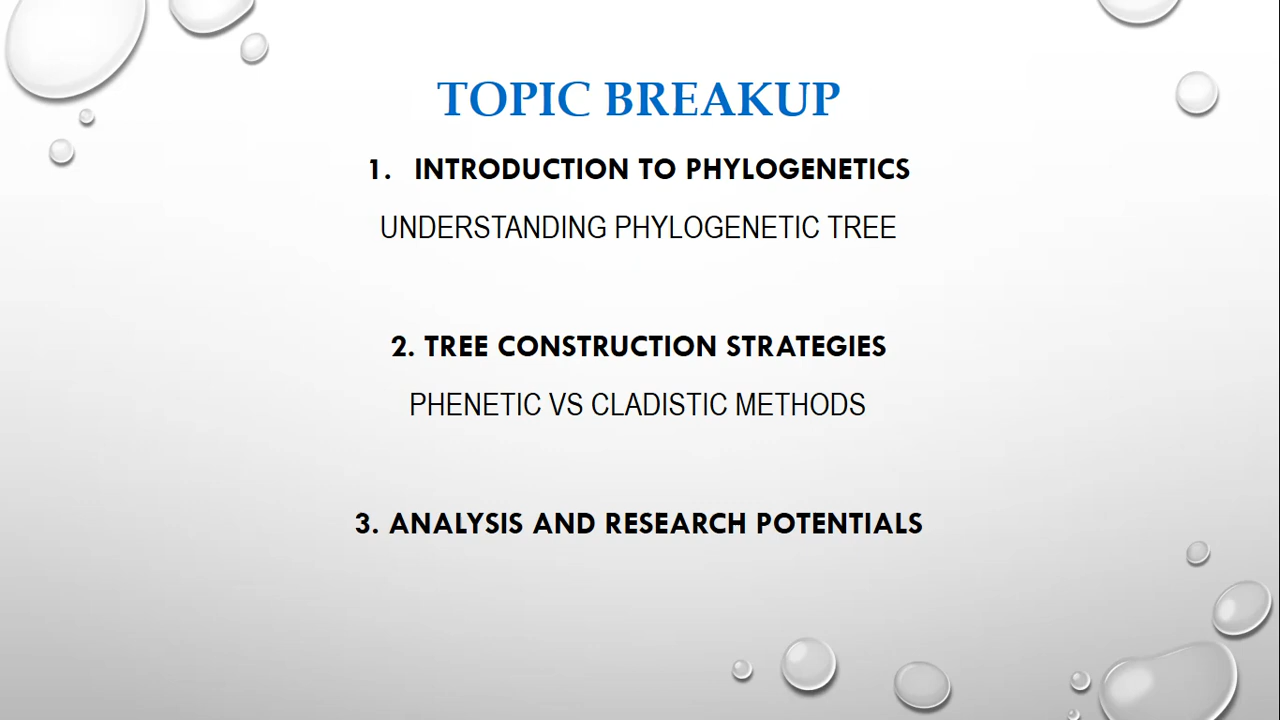 TOPIC BREAKUP
1. INTRODUCTION TO PHYLOGENETICS
UNDERSTANDING PHYLOGENETIC TREE
2. TREE CONSTRUCTION STRATEGIES
PHENETIC VS CLADISTIC METHODS
3. ANALYSIS AND RESEARCH POTENTIALS